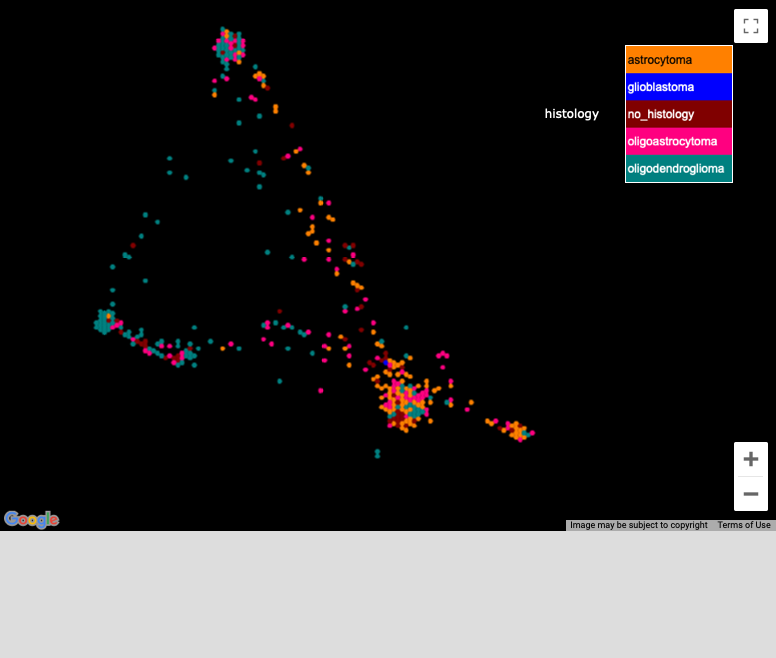 histology
astrocytoma
glioblastoma
no_histology
oligoastrocytoma
oligodendroglioma
+
−
Google
Image may be subject to copyright Terms of Use